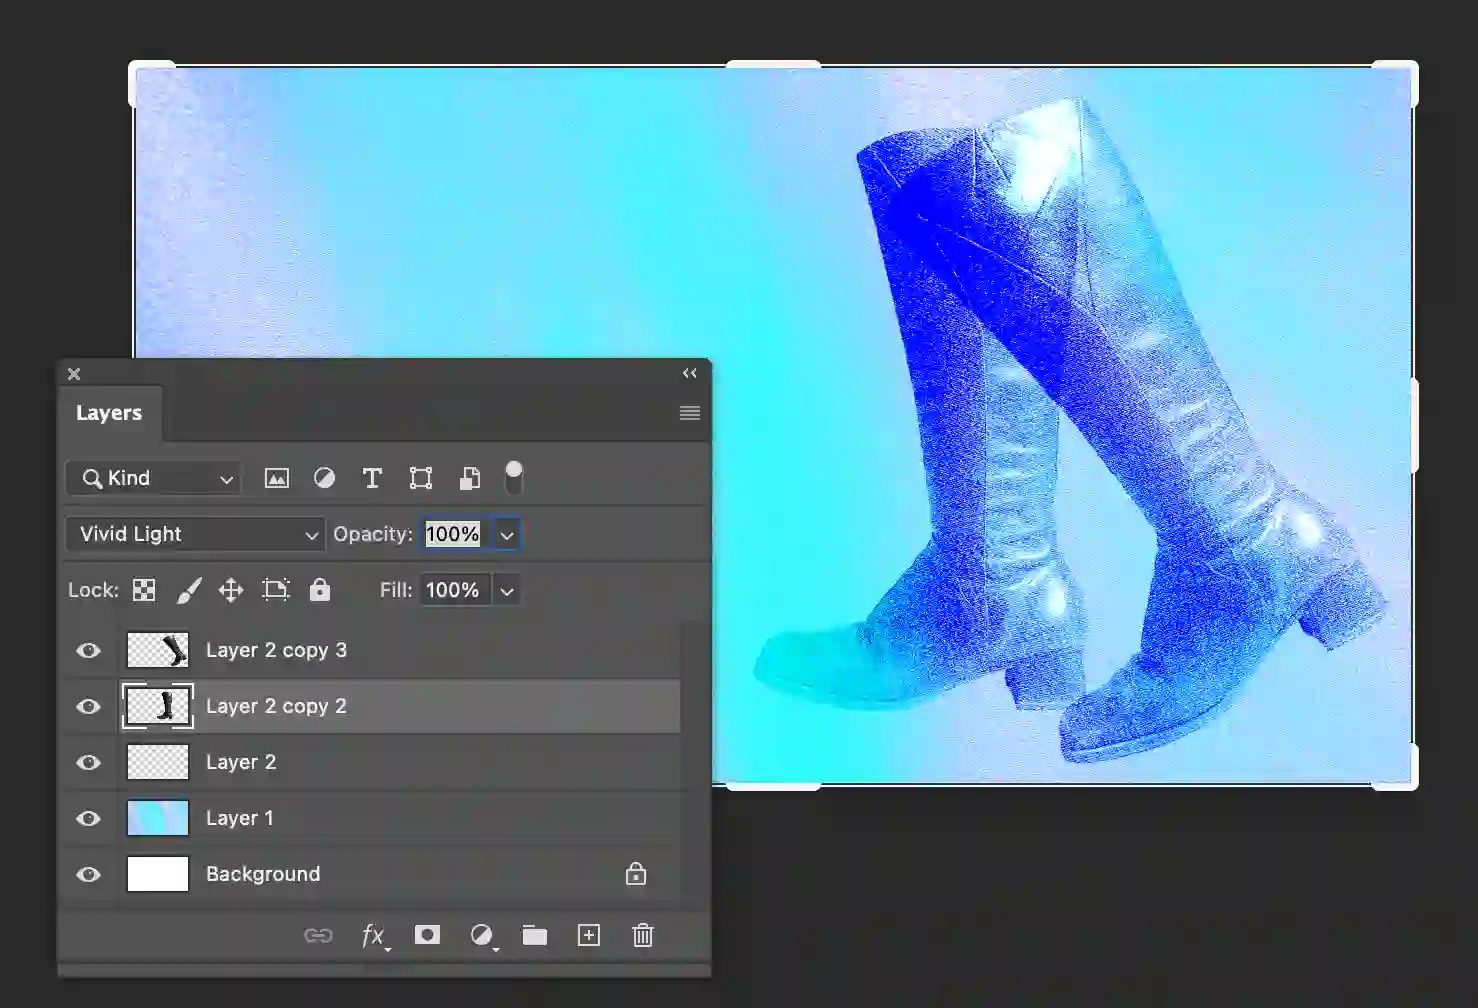 Layers
Kind
Vivid Light Opacity: 100%
Lock: Fill: 100%
Layer 2 copy 3
Layer 2 copy 2
Layer 2
Layer 1
Background
fx